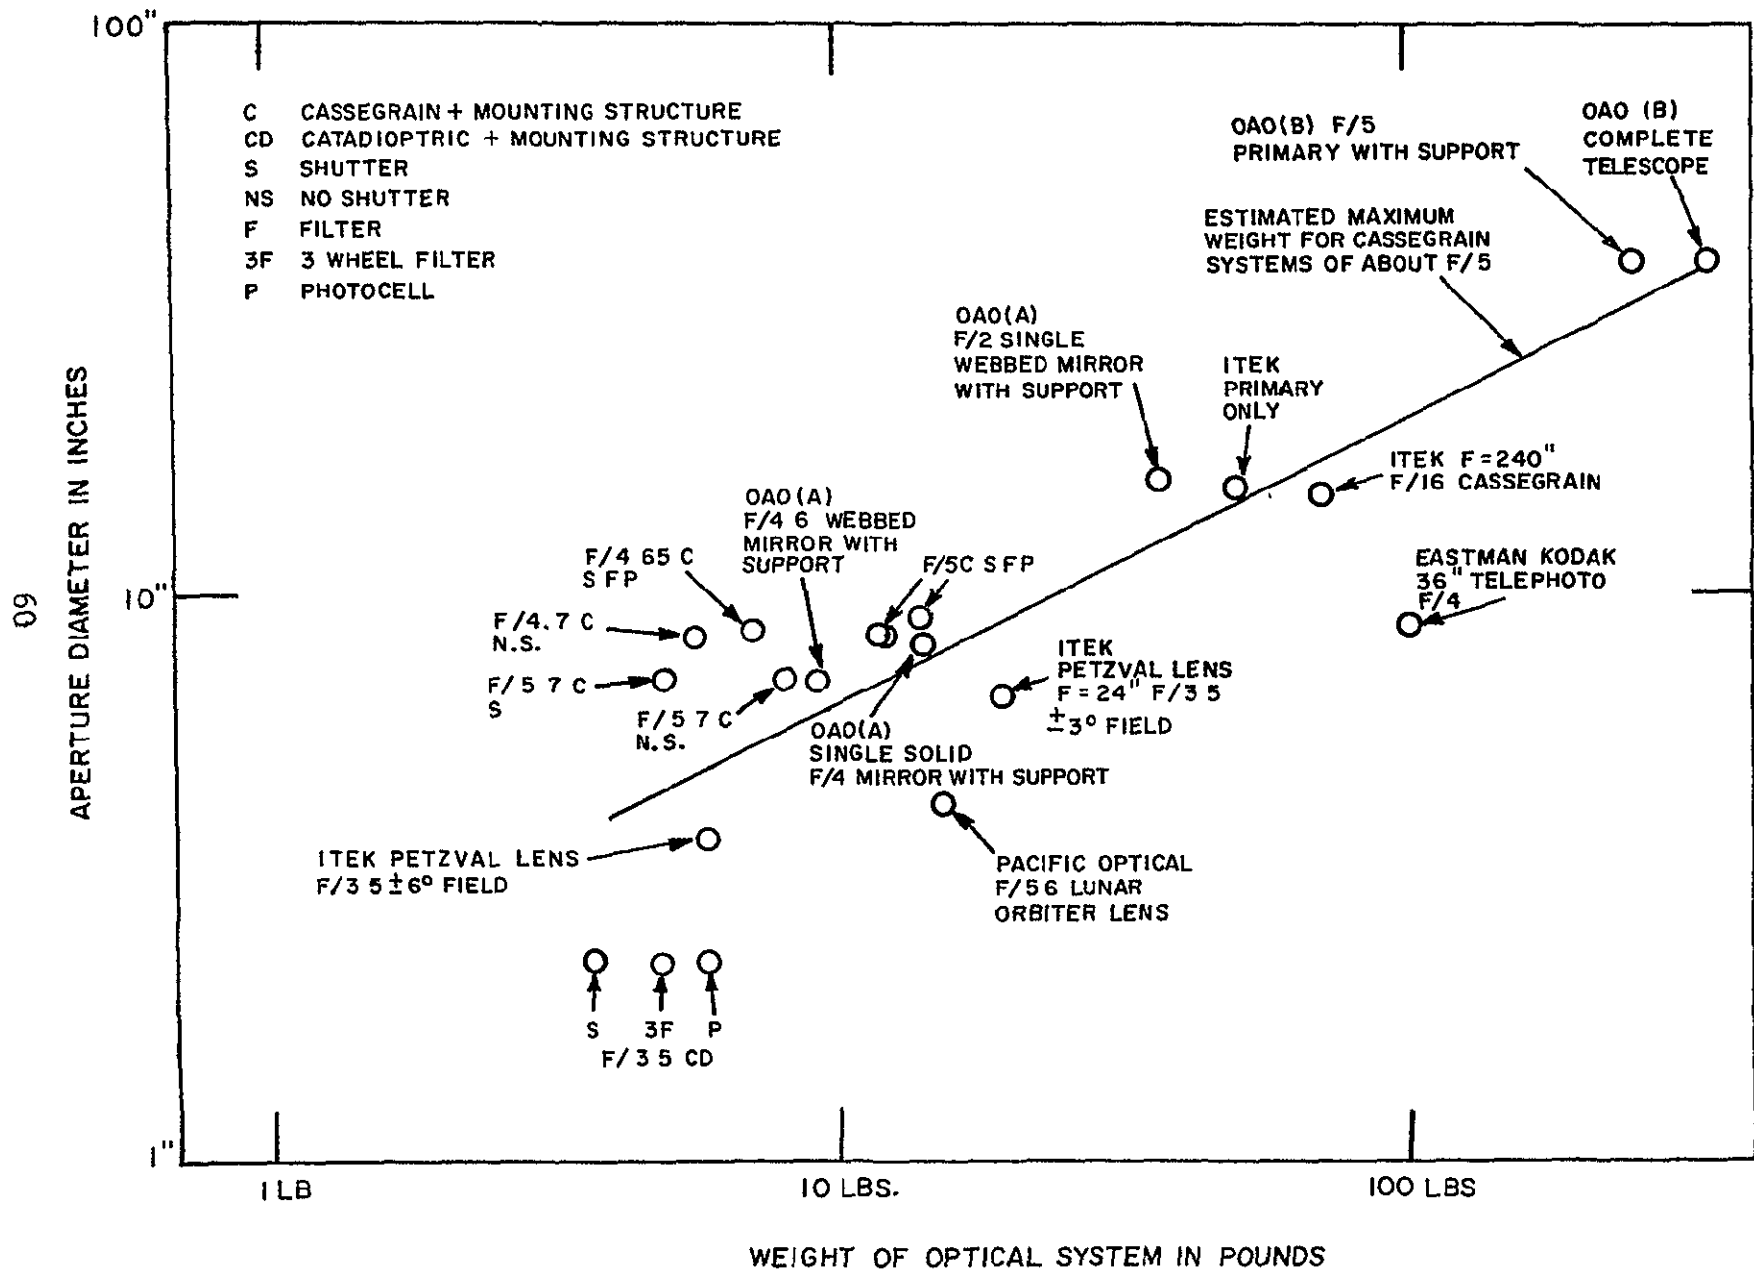 100"
C CASSEGRAIN + MOUNTING STRUCTURE
CD CATADIOPTRIC + MOUNTING STRUCTURE
S SHUTTER
NS NO SHUTTER
F FILTER
3F 3 WHEEL FILTER
P PHOTOCELL
OAO(B) F/5
PRIMARY WITH SUPPORT
OAO (B)
COMPLETE
TELESCOPE
ESTIMATED MAXIMUM
WEIGHT FOR CASSEGRAIN
SYSTEMS OF ABOUT F/5
OAO(A)
F/2 SINGLE
WEBBED MIRROR
WITH SUPPORT
ITEK
PRIMARY
ONLY
ITEK F=240"
F/16 CASSEGRAIN
OAO (A)
F/4 6 WEBBED
MIRROR WITH
SUPPORT
F/4 65 C
S F P
F/5C S F P
EASTMAN KODAK
36" TELEPHOTO
F/4
10"
F/4.7 C
N.S.
F/5 7 C
S
F/5 7 C
N.S.
ITEK
PETZVAL LENS
F=24" F/3 5
±3° FIELD
OAO(A)
SINGLE SOLID
F/4 MIRROR WITH SUPPORT
ITEK PETZVAL LENS
F/3 5 ±6° FIELD
PACIFIC OPTICAL
F/5 6 LUNAR
ORBITER LENS
S 3F P
F/3 5 CD
1"
1 LB 10 LBS. 100 LBS
WEIGHT OF OPTICAL SYSTEM IN POUNDS
APERTURE DIAMETER IN INCHES
60